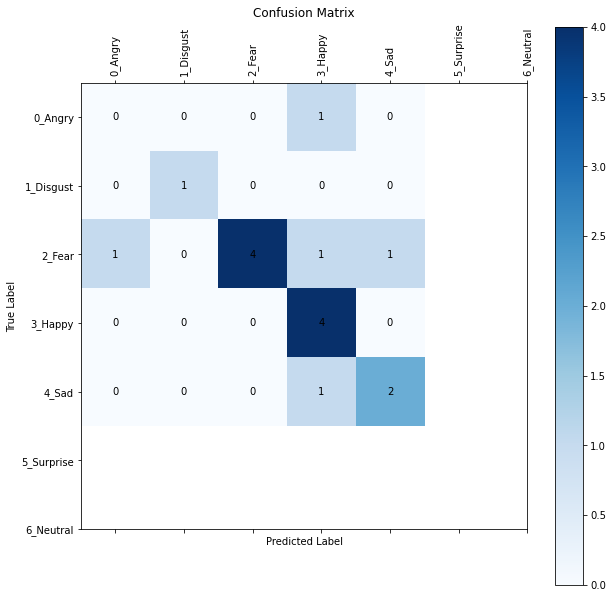 Confusion Matrix
0_Angry 1_Disgust 2_Fear 3_Happy 4_Sad 5_Surprise 6_Neutral
0_Angry 0 0 0 1 0
1_Disgust 0 1 0 0 0
2_Fear 1 0 4 1 1
3_Happy 0 0 0 4 0
4_Sad 0 0 0 1 2
5_Surprise
6_Neutral
True Label
Predicted Label
4.0
3.5
3.0
2.5
2.0
1.5
1.0
0.5
0.0